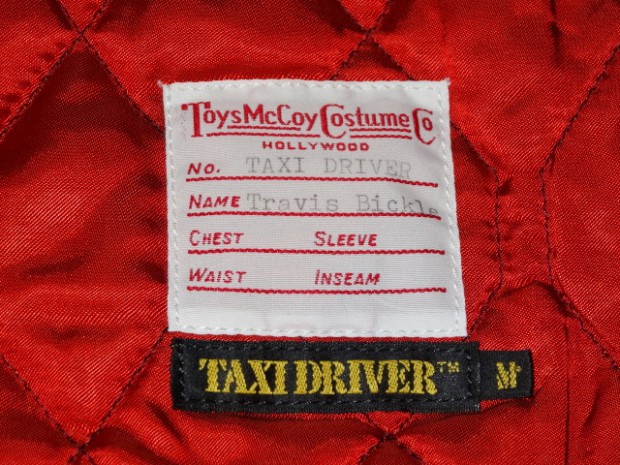 ToysMcCoy Costume Co
HOLLYWOOD
No. TAXI DRIVER
NAME Travis Bickle
CHEST SLEEVE
WAIST INSEAM
TAXI DRIVER™ M